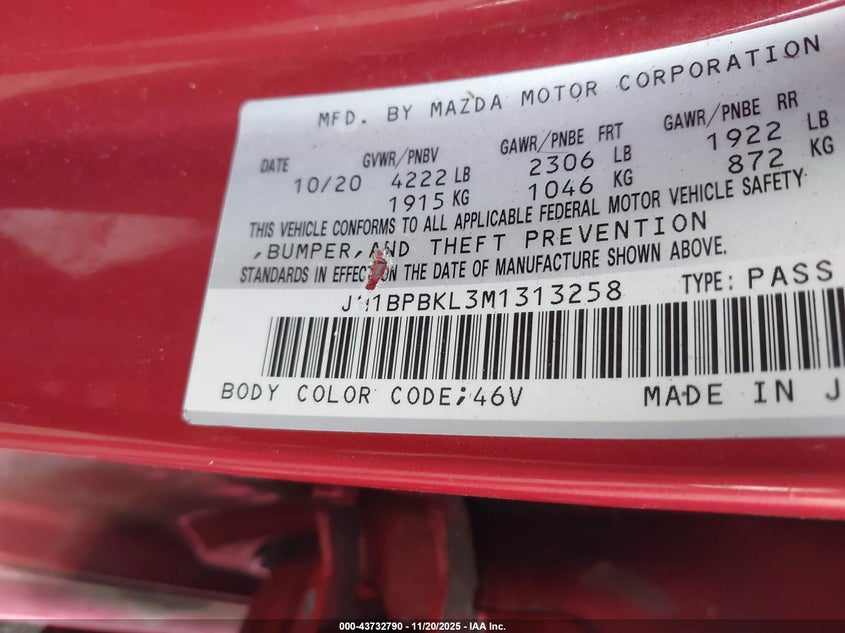 MFD. BY MAZDA MOTOR CORPORATION
DATE GVWR/PNBV GAWR/PNBE FRT GAWR/PNBE RR
10/20 4222 LB 2306 LB 1922 LB
1915 KG 1046 KG 872 KG
THIS VEHICLE CONFORMS TO ALL APPLICABLE FEDERAL MOTOR VEHICLE SAFETY
,BUMPER,AND THEFT PREVENTION
STANDARDS IN EFFECT ON THE DATE OF MANUFACTURE SHOWN ABOVE.
JM1BPBKL3M1313258 TYPE: PASS
BODY COLOR CODE;46V MADE IN J
000-43732790 — 11/20/2025 — IAA Inc.